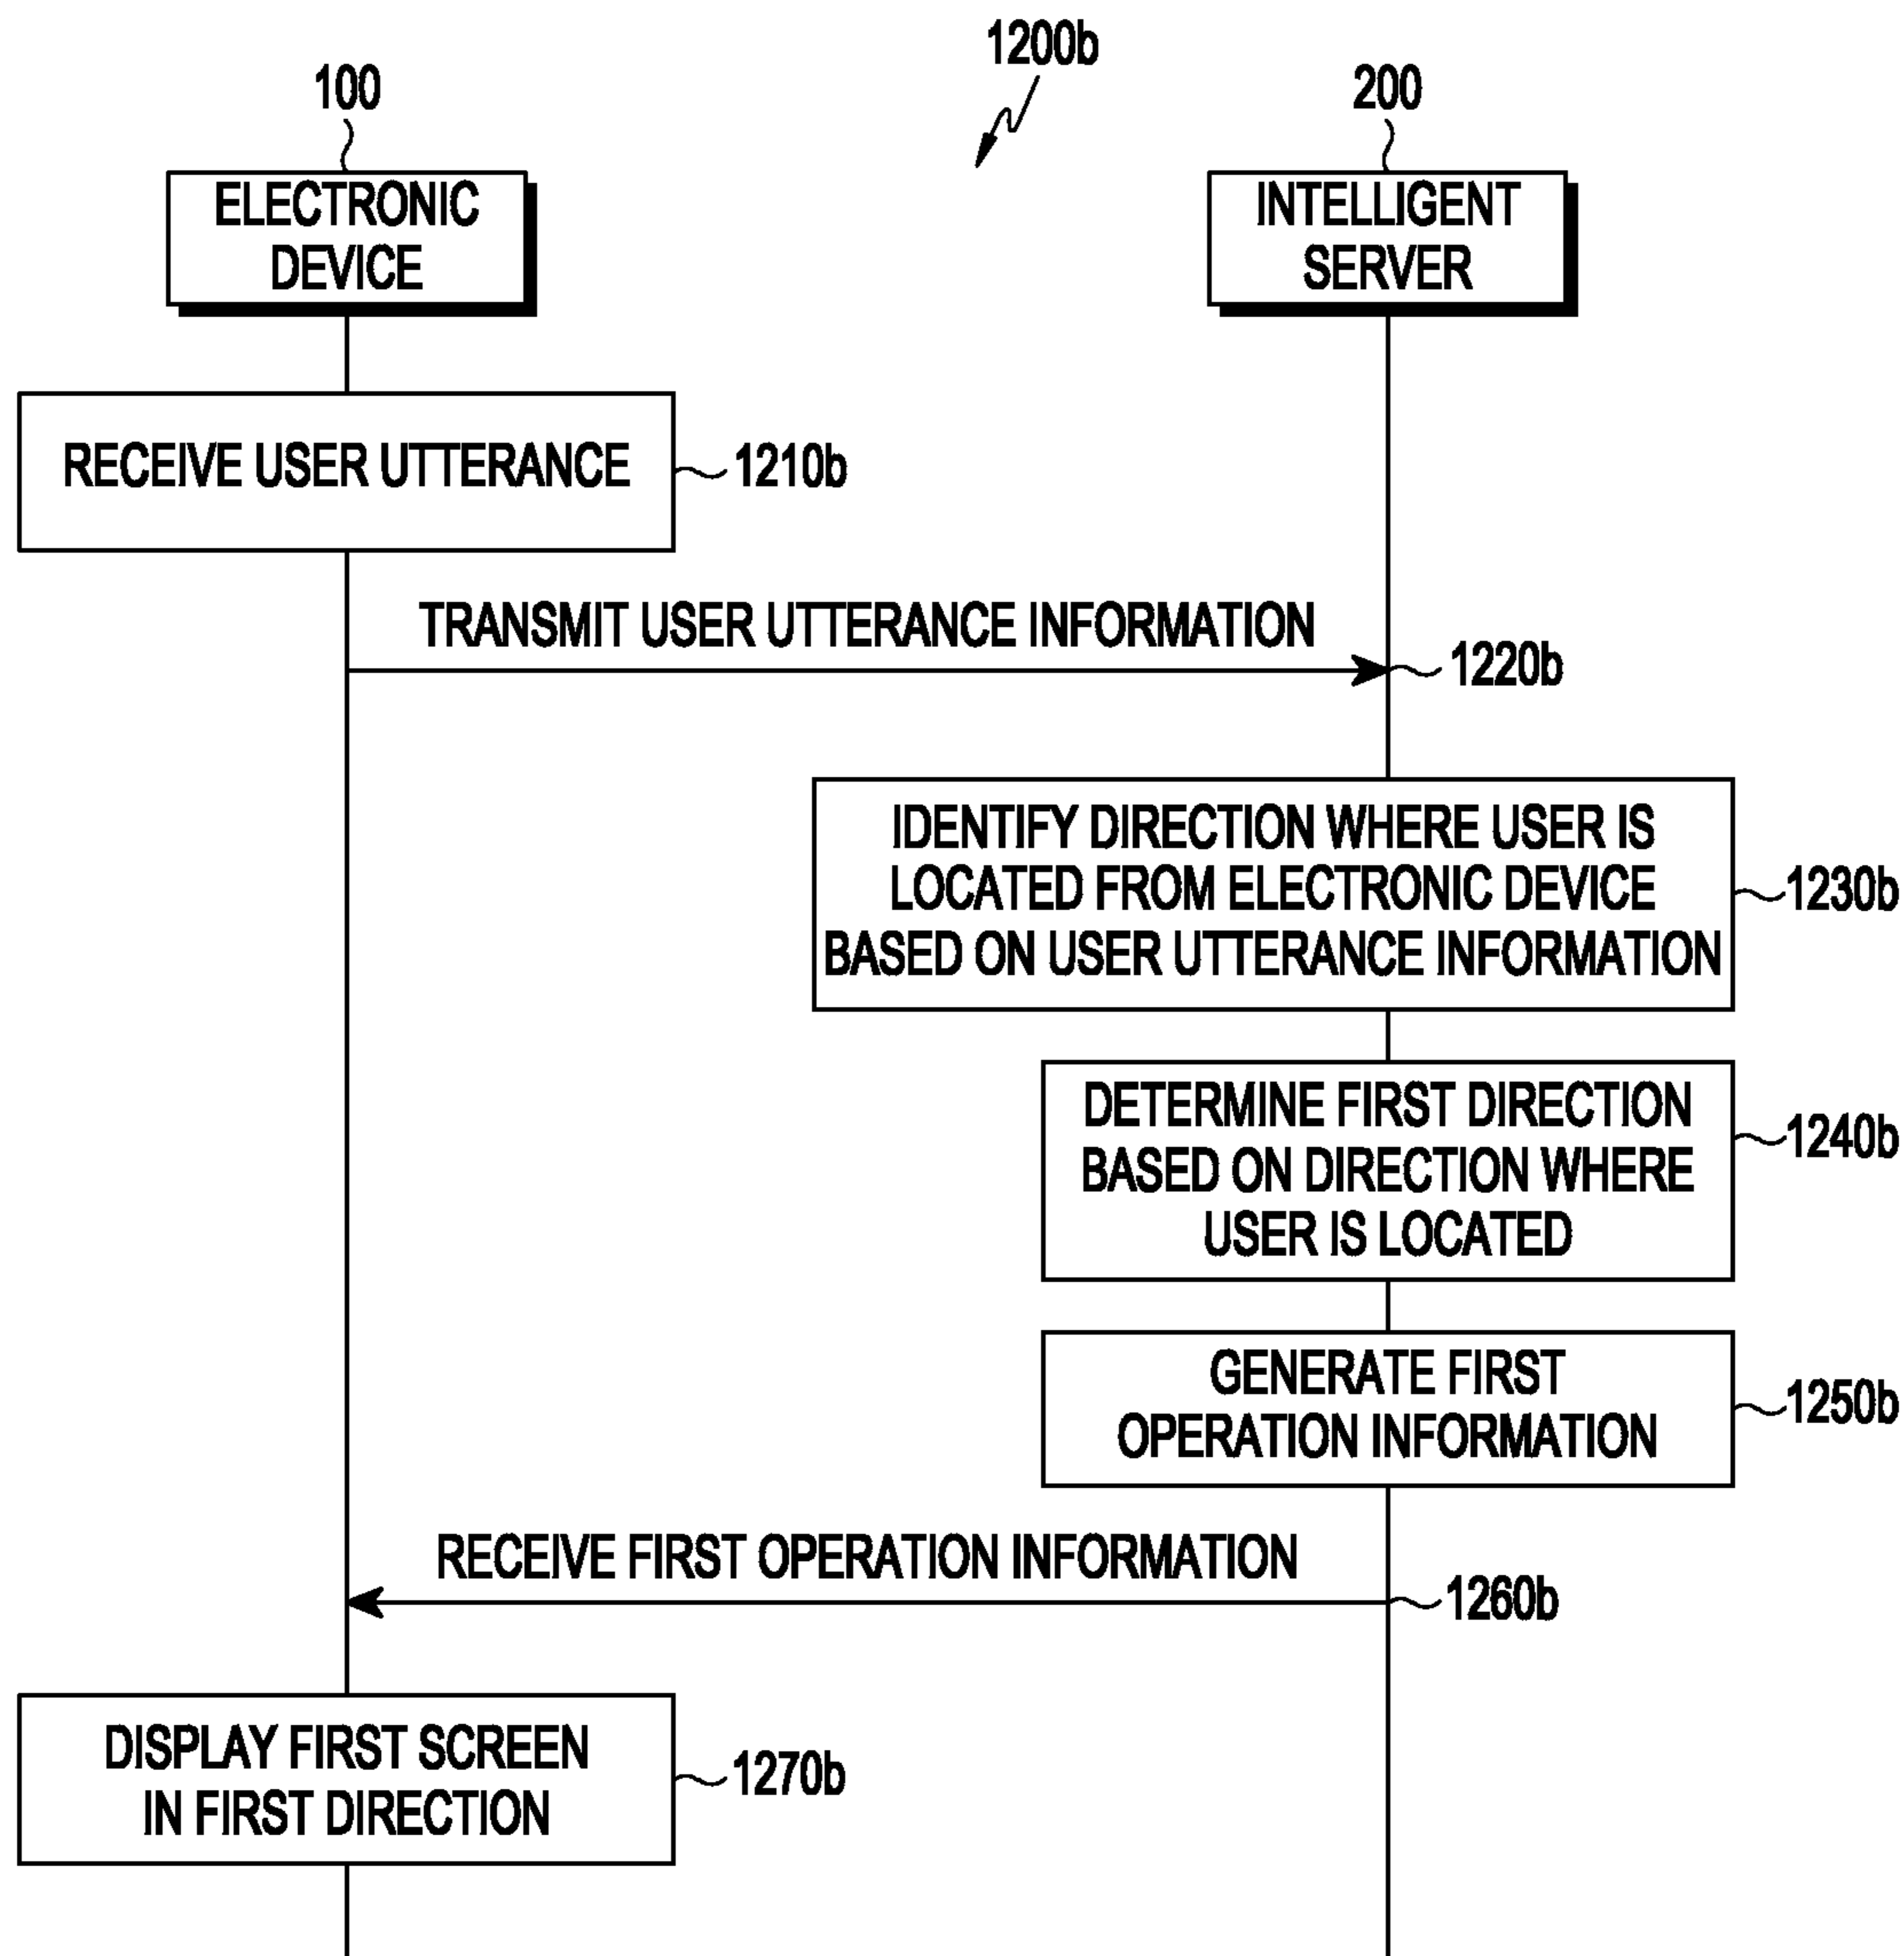 1200b
100
200
ELECTRONIC
DEVICE
INTELLIGENT
SERVER
RECEIVE USER UTTERANCE
1210b
TRANSMIT USER UTTERANCE INFORMATION
1220b
IDENTIFY DIRECTION WHERE USER IS
LOCATED FROM ELECTRONIC DEVICE
BASED ON USER UTTERANCE INFORMATION
1230b
DETERMINE FIRST DIRECTION
BASED ON DIRECTION WHERE
USER IS LOCATED
1240b
GENERATE FIRST
OPERATION INFORMATION
1250b
RECEIVE FIRST OPERATION INFORMATION
1260b
DISPLAY FIRST SCREEN
IN FIRST DIRECTION
1270b